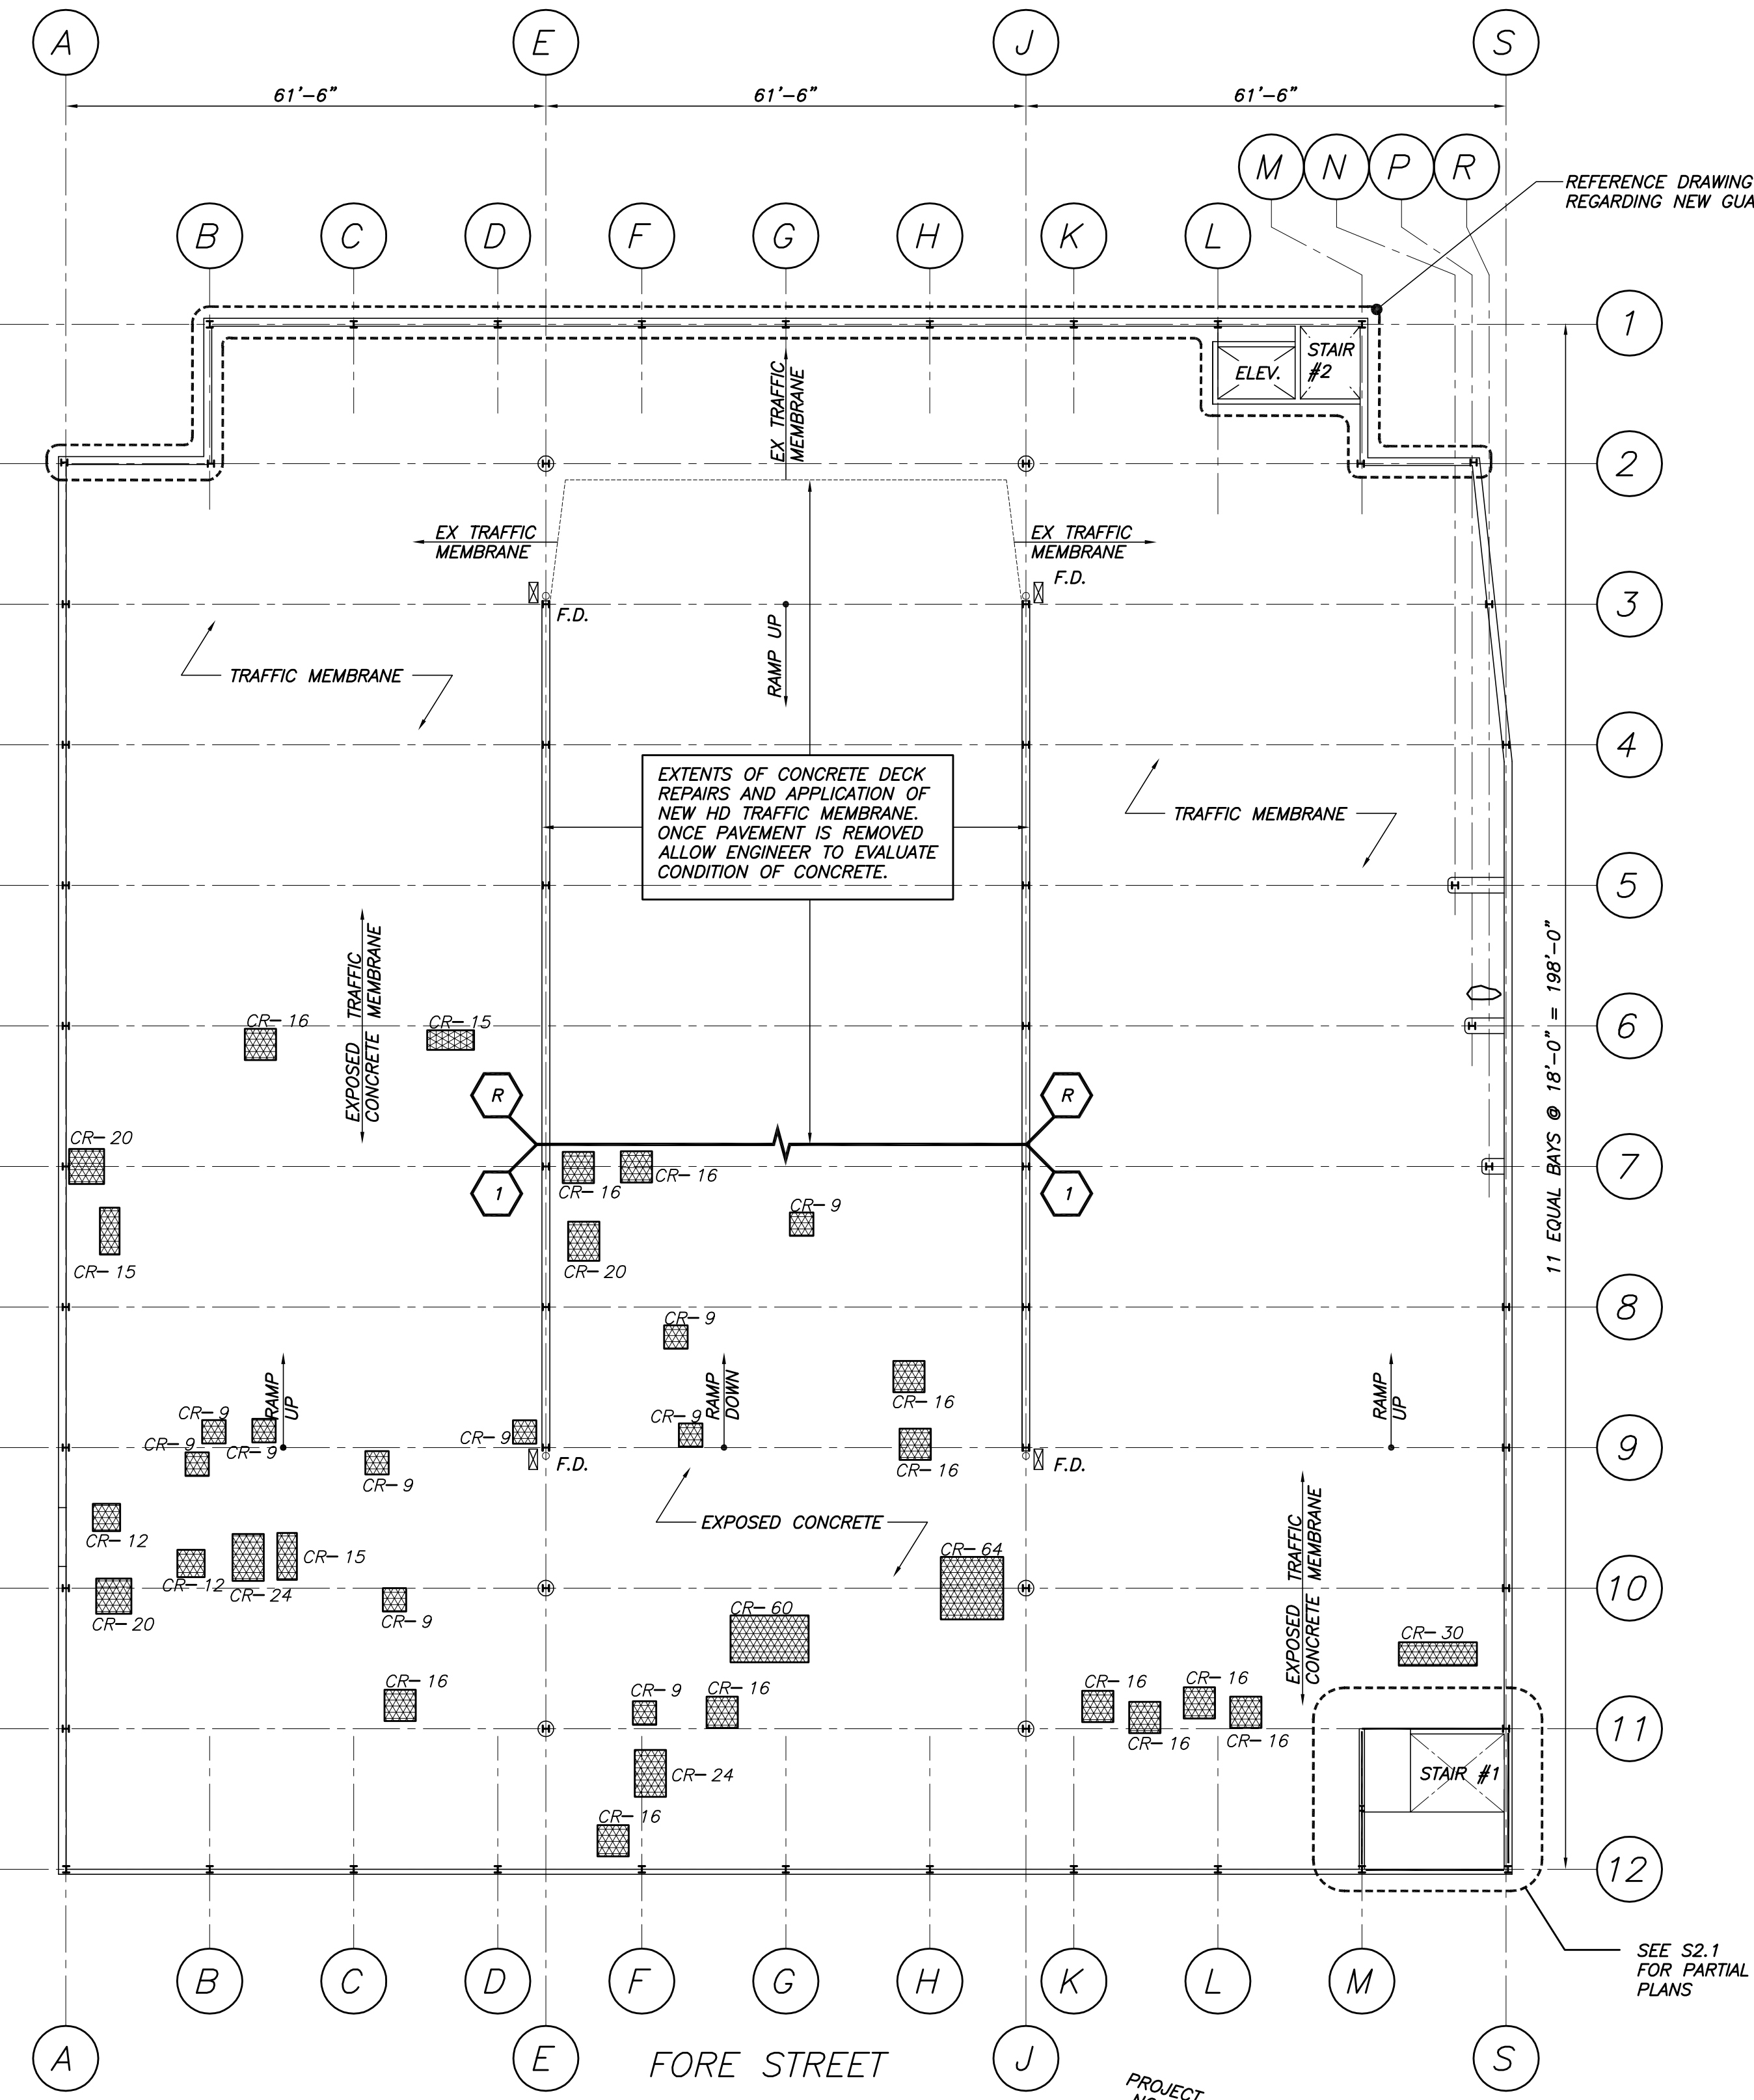 A
E
J
S
61'-6"
61'-6"
61'-6"
M
N
P
R
REFERENCE DRAWING
REGARDING NEW GUA
B
C
D
F
G
H
K
L
1
STAIR
#2
ELEV.
EX TRAFFIC
MEMBRANE
2
EX TRAFFIC
MEMBRANE
EX TRAFFIC
MEMBRANE
F.D.
F.D.
3
RAMP UP
TRAFFIC MEMBRANE
4
EXTENTS OF CONCRETE DECK
REPAIRS AND APPLICATION OF
NEW HD TRAFFIC MEMBRANE.
ONCE PAVEMENT IS REMOVED
ALLOW ENGINEER TO EVALUATE
CONDITION OF CONCRETE.
TRAFFIC MEMBRANE
5
EXPOSED TRAFFIC
CONCRETE MEMBRANE
11 EQUAL BAYS @ 18'-0" = 198'-0"
CR-16
CR-15
6
R
R
CR-20
7
CR-16
CR-16
1
1
CR-9
CR-15
CR-20
8
CR-9
RAMP
UP
RAMP
DOWN
CR-16
RAMP
UP
CR-9
CR-9
CR-9
CR-9
CR-9
9
CR-9
F.D.
CR-16
F.D.
CR-12
EXPOSED CONCRETE
EXPOSED TRAFFIC
CONCRETE MEMBRANE
CR-15
CR-64
CR-12
CR-24
10
CR-20
CR-9
CR-60
CR-30
CR-16
CR-9
CR-16
CR-16
CR-16
11
CR-16
CR-16
CR-24
STAIR #1
CR-16
12
SEE S2.1
FOR PARTIAL
PLANS
B
C
D
F
G
H
K
L
M
A
E
FORE STREET
J
S
PROJECT